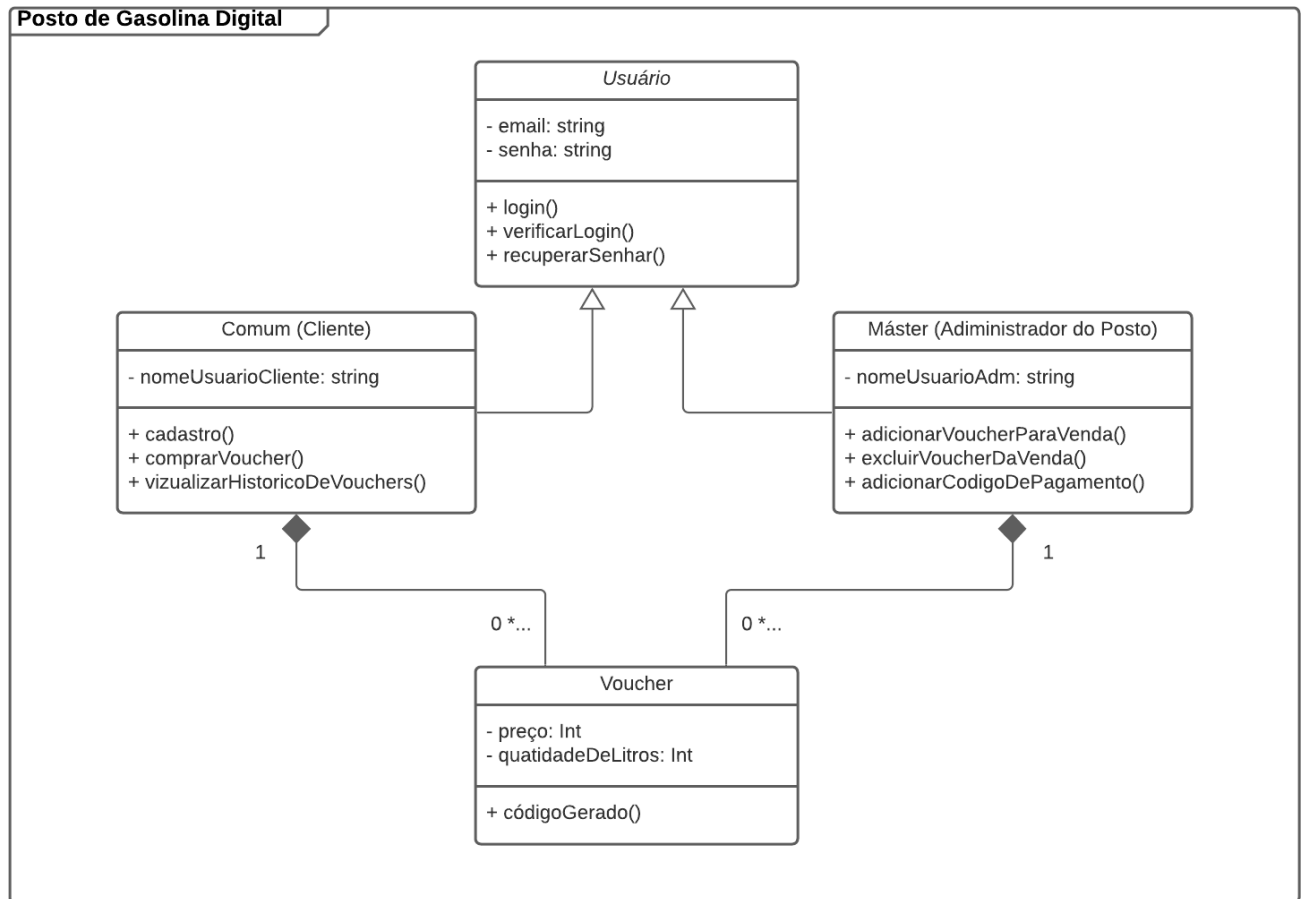 Posto de Gasolina Digital
Usuário
- email: string
- senha: string
+ login()
+ verificarLogin()
+ recuperarSenhar()
Comum (Cliente)
- nomeUsuarioCliente: string
+ cadastro()
+ comprarVoucher()
+ vizualizarHistoricoDeVouchers()
Máster (Adiministrador do Posto)
- nomeUsuarioAdm: string
+ adicionarVoucherParaVenda()
+ excluirVoucherDaVenda()
+ adicionarCodigoDePagamento()
1
1
0 *...
0 *...
Voucher
- preço: Int
- quatidadeDeLitros: Int
+ códigoGerado()